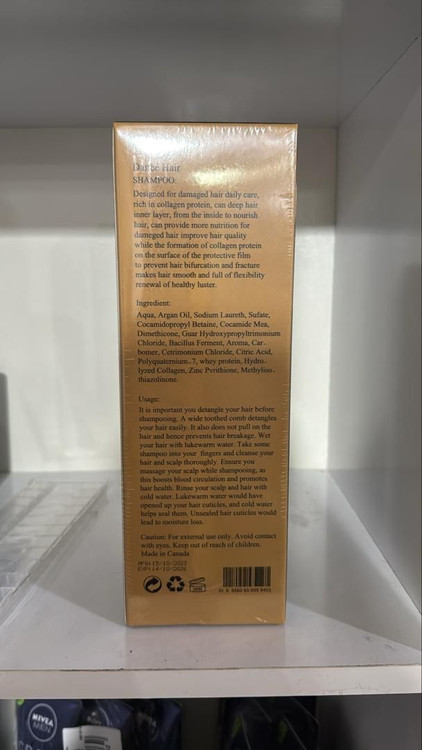 Hair
SHAMPOO:
Designed for damaged hair daily care,
rich in collagen protein, can deep hair
inner layer, from the inside to nourish
hair, can provide more nutrition for
dameged hair improve hair quality
while the formation of collagen protein
on the surface of the protective film
to prevent hair bifurcation and fracture
makes hair smooth and full of flexibility
renewal of healthy luster.
Ingredient:
Aqua, Argan Oil, Sodium Laureth, Sufate,
Cocamidopropyl Betaine, Cocamide Mea,
Dimethicone, Guar Hydroxypropyltrimonium
Chloride, Bacillus Ferment, Aroma, Car-
bomer, Cetrimonium Chloride, Citric Acid,
Polyquaternium-7, whey protein, Hydro-
lyzed Collagen, Zinc Pvrithione, Methyliso-
thiazolinone.
Usage:
It is important you detangle your hair before
shampooing. A wide toothed comb detangles
your hair easily. It also does not pull on the
hair and hence prevents hair breakage. Wet
your hair with lukewarm water. Take some
shampoo into your fingers and cleanse your
hair and scalp thoroughly. Ensure you
massage your scalp while shampooing, as
this boosts blood circulation and promotes
hair health. Rinse your scalp and hair with
cold water. Lukewarm water would have
opened up your hair cuticles, and cold water
helps seal them. Unsealed hair cuticles would
lead to moisture loss.
Caution: For external use only. Avoid contact
with eyes. Keep out of reach of children.
Made in Canada
NIVEA
MEN